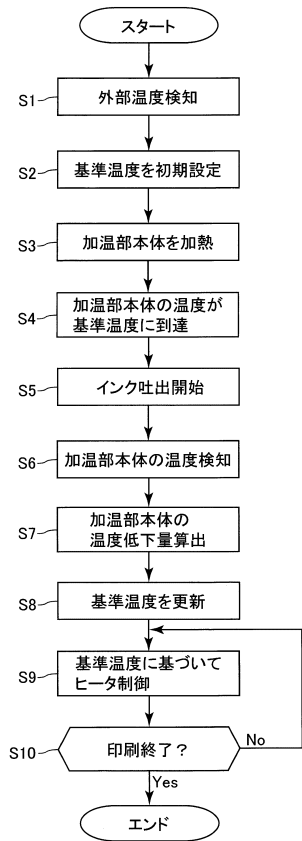 スタート
S1
外部温度検知
S2
基準温度を初期設定
S3
加温部本体を加熱
S4
加温部本体の温度が
基準温度に到達
S5
インク吐出開始
S6
加温部本体の温度検知
S7
加温部本体の
温度低下量算出
S8
基準温度を更新
S9
基準温度に基づいて
ヒータ制御
S10
印刷終了？
No
Yes
エンド